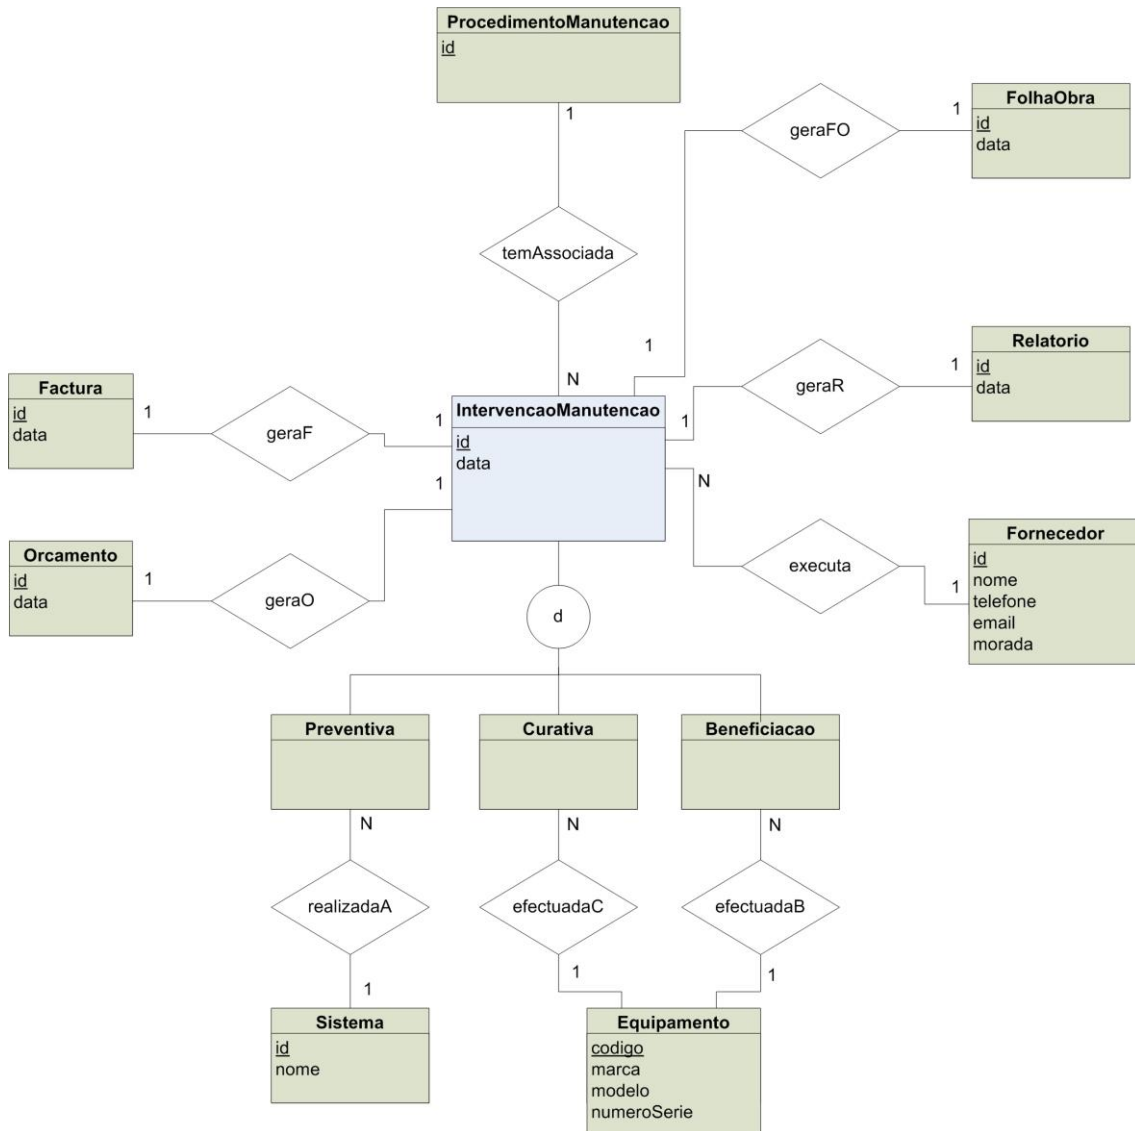 ProcedimentoManutencao
id
1
geraFO
1
FolhaObra
id
data
temAssociada
1
N
Factura
id
data
1
geraF
1
IntervencaoManutencao
id
data
1
geraR
1
Relatorio
id
data
Orcamento
id
data
1
geraO
1
N
executa
1
Fornecedor
id
nome
telefone
email
morada
d
Preventiva
Curativa
Beneficiacao
N
N
N
realizadaA
efectuadaC
efectuadaB
1
1
1
Sistema
id
nome
Equipamento
codigo
marca
modelo
numeroSerie